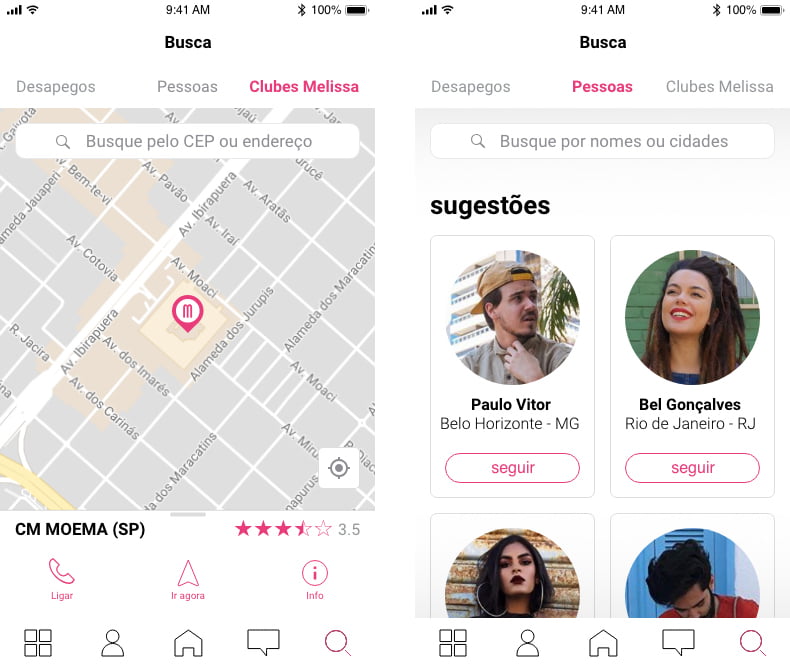 9:41 AM
100%
Busca
Desapegos
Pessoas
Clubes Melissa
Busque pelo CEP ou endereço
Gaivota
Av. Bem-te-vi
Av. Pavão
Av. Ibirapuera
Av. Aratãs
Av. Iraí
Alameda Jauaperi
Av. Cotovia
Av. Moaci
Alameda dos Maracatins
M
Alameda dos Jurupis
Av. Ibirapuera
R. Jacira
Av. dos Imarés
Av. Moaci
Av. dos Carinás
Alameda dos Maracatins
CM MOEMA (SP)
3.5
Ligar
Ir agora
Info
9:41 AM
100%
Busca
Desapegos
Pessoas
Clubes Melissa
Busque por nomes ou cidades
sugestões
Paulo Vitor
Belo Horizonte - MG
seguir
Bel Gonçalves
Rio de Janeiro - RJ
seguir